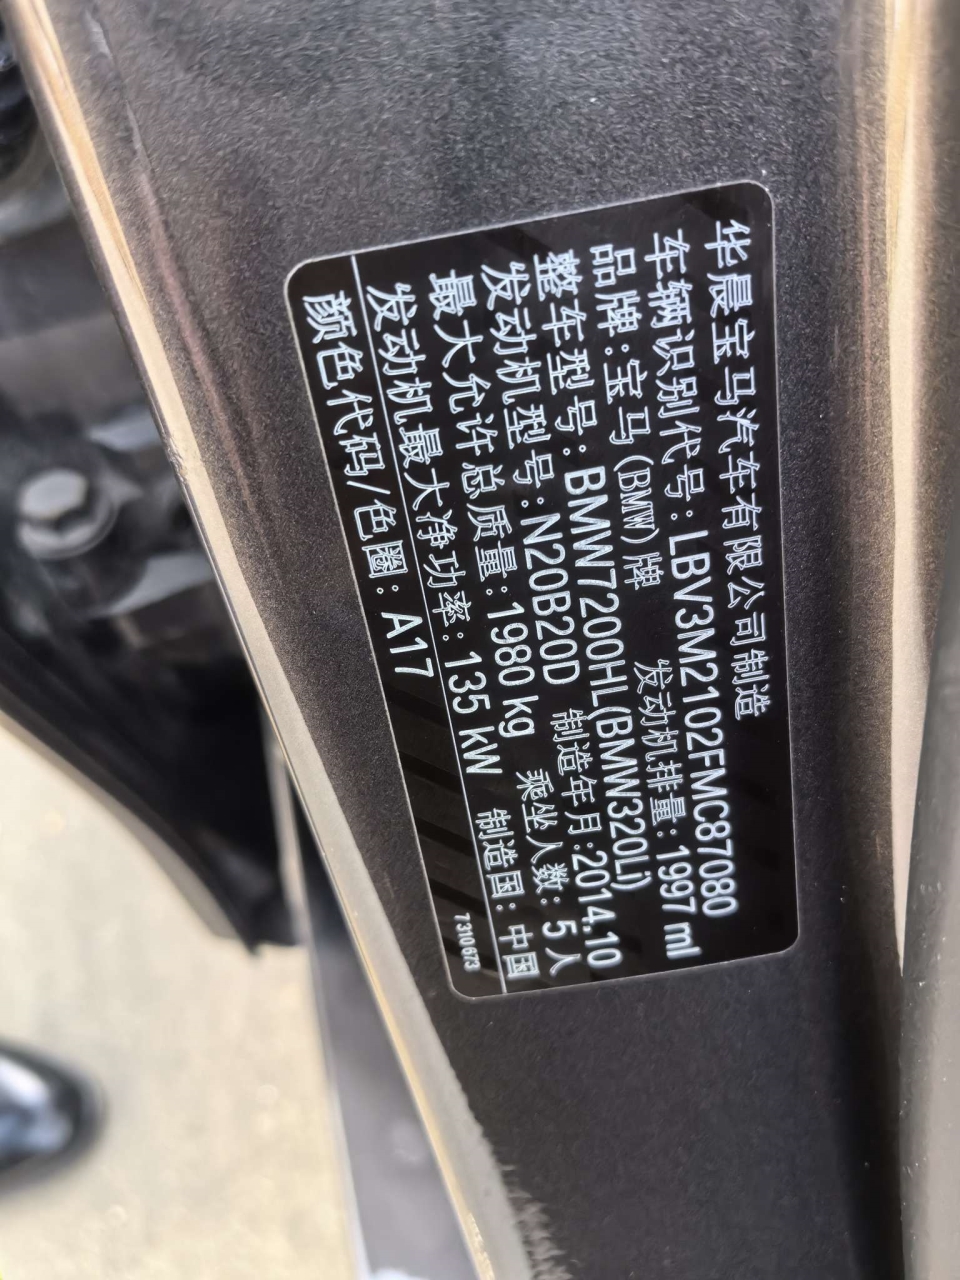 华晨宝马汽车有限公司制造
车辆识别代号：LBV3M2102FMC87080
品牌：宝马(BMW)牌 发动机排量：1997 ml
整车型号：BMW7200HL(BMW320Li)
发动机型号：N20B20D 制造年月：2014.10
最大允许总质量：1980 kg 乘坐人数：5人
发动机最大净功率：135 kW 制造国：中国
颜色代码/色圈：A17
7310673